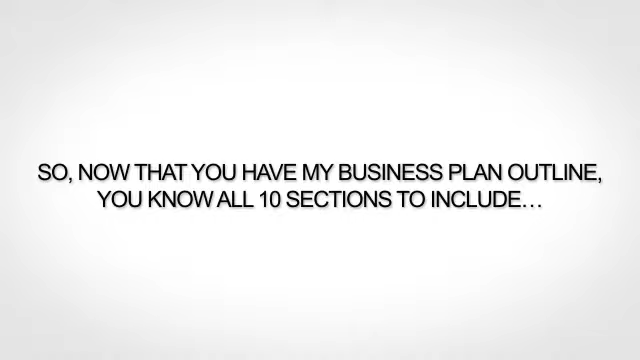 SO, NOW THAT YOU HAVE MY BUSINESS PLAN OUTLINE,
YOU KNOW ALL 10 SECTIONS TO INCLUDE…